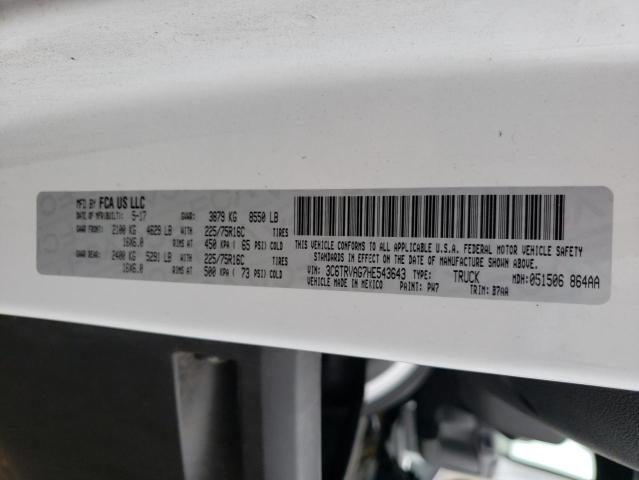 MFD BY FCA US LLC
DATE OF MFR(BUILT): 5-17 GVWR: 3879 KG 8550 LB
GAWR FRONT: 2100 KG 4629 LB 225/75R16C TIRES
16X6.0 RIMS AT 450 KPA( 65 PSI) COLD
GAWR REAR: 2400 KG 5291 LB 225/75R16C TIRES
16X6.0 RIMS AT 500 KPA( 73 PSI) COLD
THIS VEHICLE CONFORMS TO ALL APPLICABLE U.S.A. FEDERAL MOTOR VEHICLE SAFETY
STANDARDS IN EFFECT ON THE DATE OF MANUFACTURE SHOWN ABOVE.
VIN: 3C6TRVAG7HE543643 TYPE: TRUCK MDH: 051506 864AA
VEHICLE MADE IN MEXICO PAINT: PW7 TRIM: B7AA